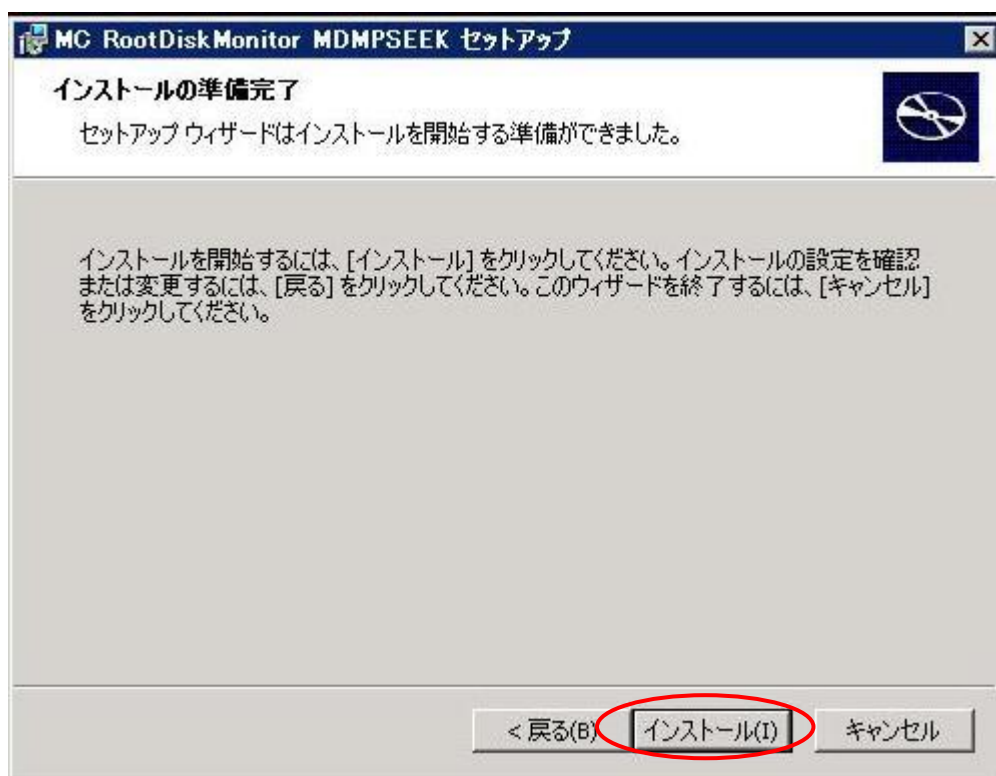 MC RootDiskMonitor MDMPSEEK セットアップ
インストールの準備完了
セットアップ ウィザードはインストールを開始する準備ができました。
インストールを開始するには、[インストール] をクリックしてください。インストールの設定を確認
または変更するには、[戻る] をクリックしてください。このウィザードを終了するには、[キャンセル]
をクリックしてください。
< 戻る(B) インストール(I) キャンセル